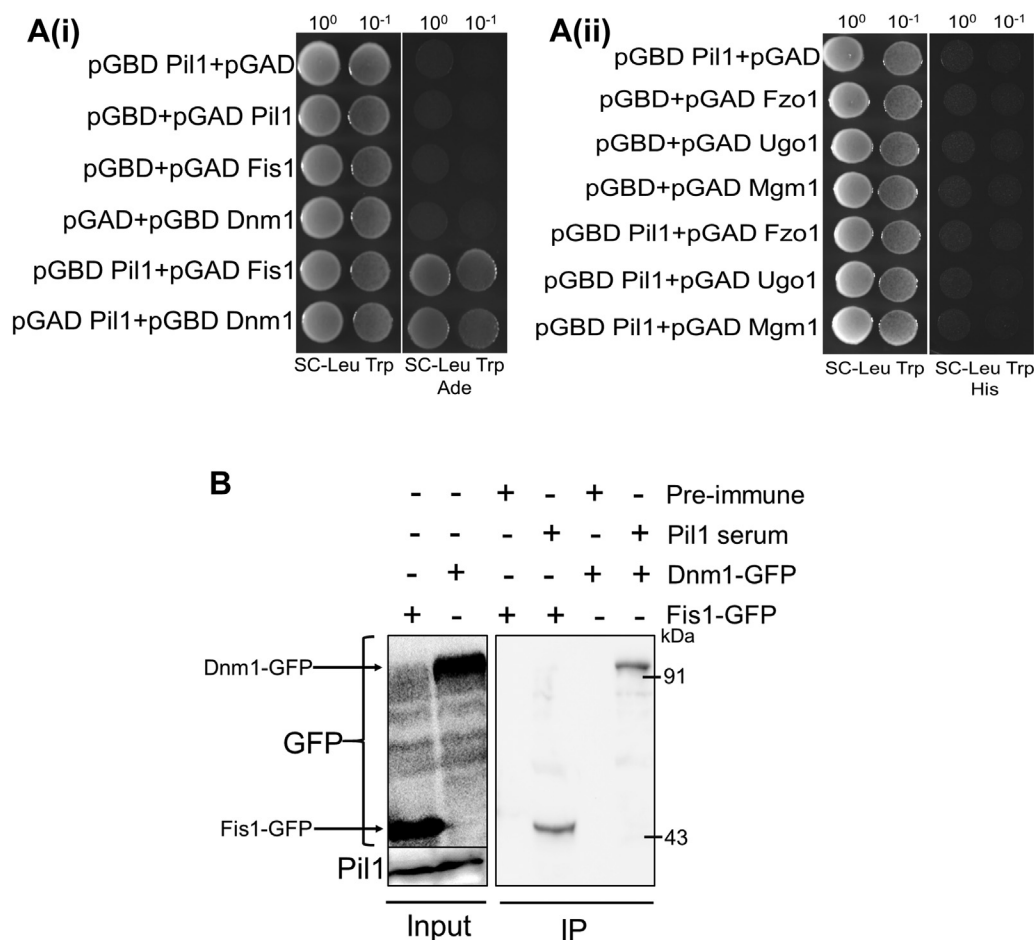 A(i)
10⁰ 10⁻¹ 10⁰ 10⁻¹
pGBD Pil1+pGAD
pGBD+pGAD Pil1
pGBD+pGAD Fis1
pGAD+pGBD Dnm1
pGBD Pil1+pGAD Fis1
pGAD Pil1+pGBD Dnm1
SC-Leu Trp SC-Leu Trp
Ade
A(ii)
10⁰ 10⁻¹ 10⁰ 10⁻¹
pGBD Pil1+pGAD
pGBD+pGAD Fzo1
pGBD+pGAD Ugo1
pGBD+pGAD Mgm1
pGBD Pil1+pGAD Fzo1
pGBD Pil1+pGAD Ugo1
pGBD Pil1+pGAD Mgm1
SC-Leu Trp SC-Leu Trp
His
B
- - + - + - Pre-immune
- - - + - + Pil1 serum
- + - - + + Dnm1-GFP
+ - + + - - Fis1-GFP
kDa
Dnm1-GFP
91
GFP
Fis1-GFP
43
Pil1
Input IP